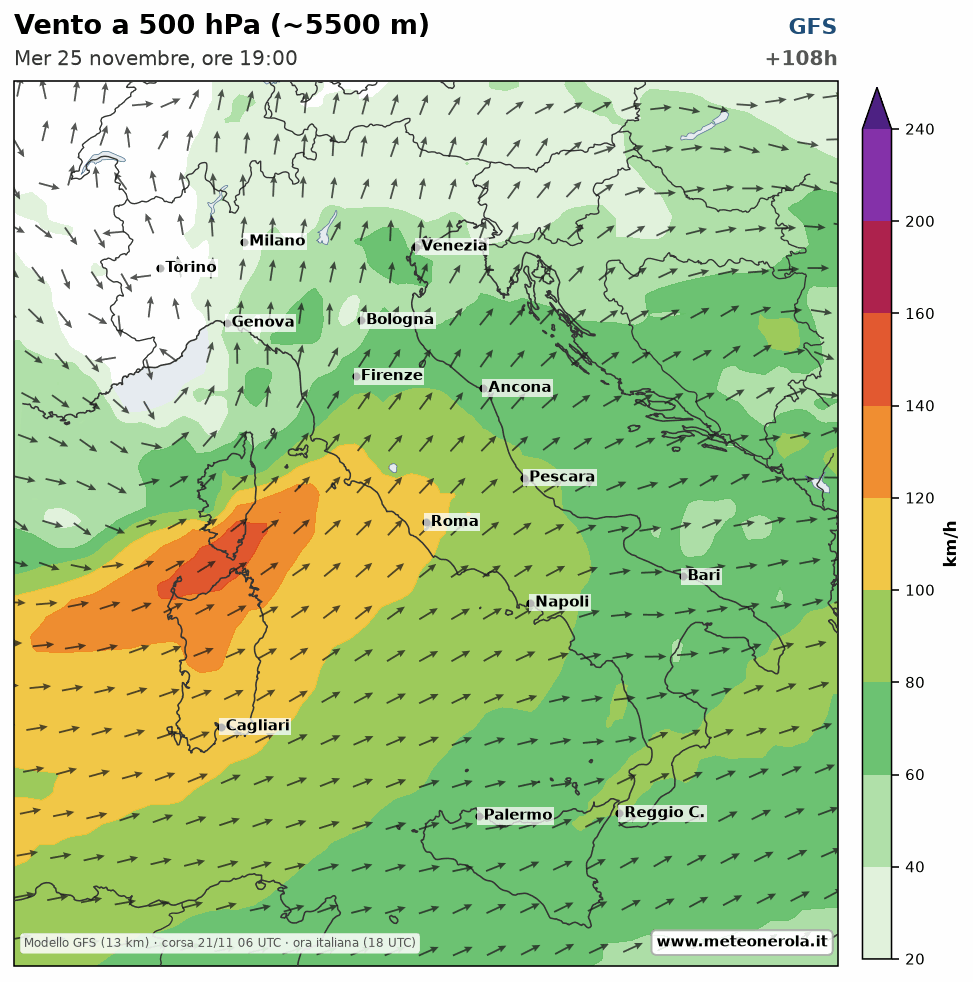 Vento a 500 hPa (~5500 m)
GFS
Mer 25 novembre, ore 19:00
+108h
240
200
160
140
120
100
80
60
40
20
km/h
Milano
Venezia
Torino
Genova
Bologna
Firenze
Ancona
Pescara
Roma
Bari
Napoli
Cagliari
Palermo
Reggio C.
Modello GFS (13 km) · corsa 21/11 06 UTC · ora italiana (18 UTC)
www.meteonerola.it